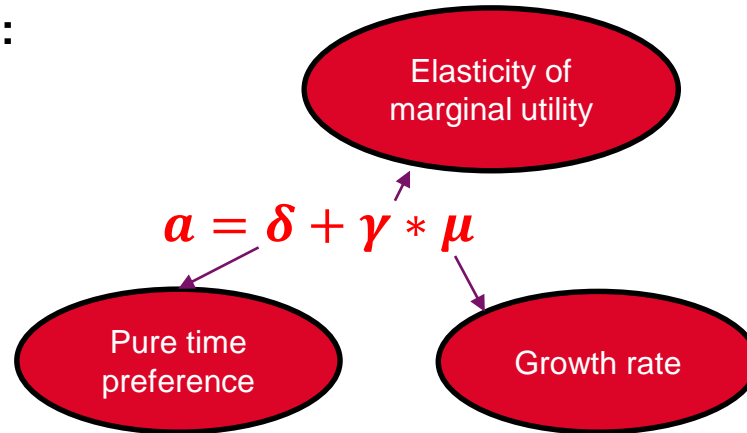 :
Elasticity of
marginal utility
a = δ + γ * μ
Pure time
preference
Growth rate